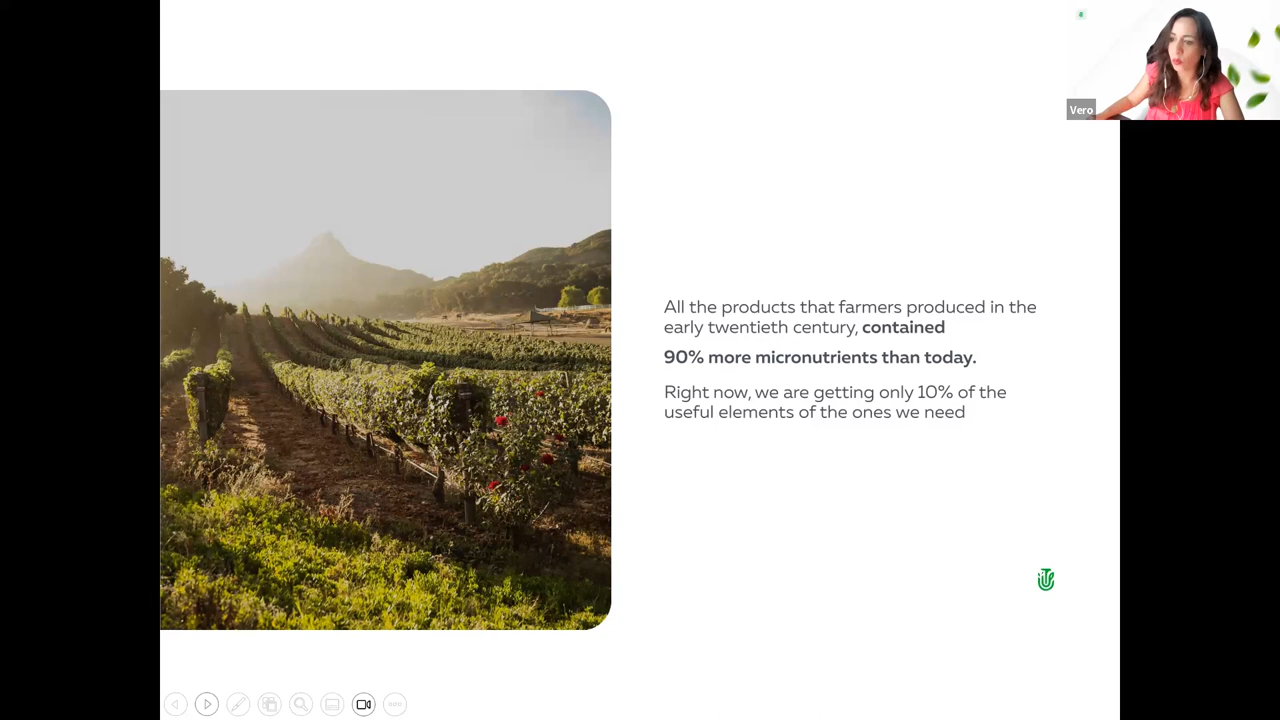 Vero
All the products that farmers produced in the
early twentieth century, contained
90% more micronutrients than today.
Right now, we are getting only 10% of the
useful elements of the ones we need